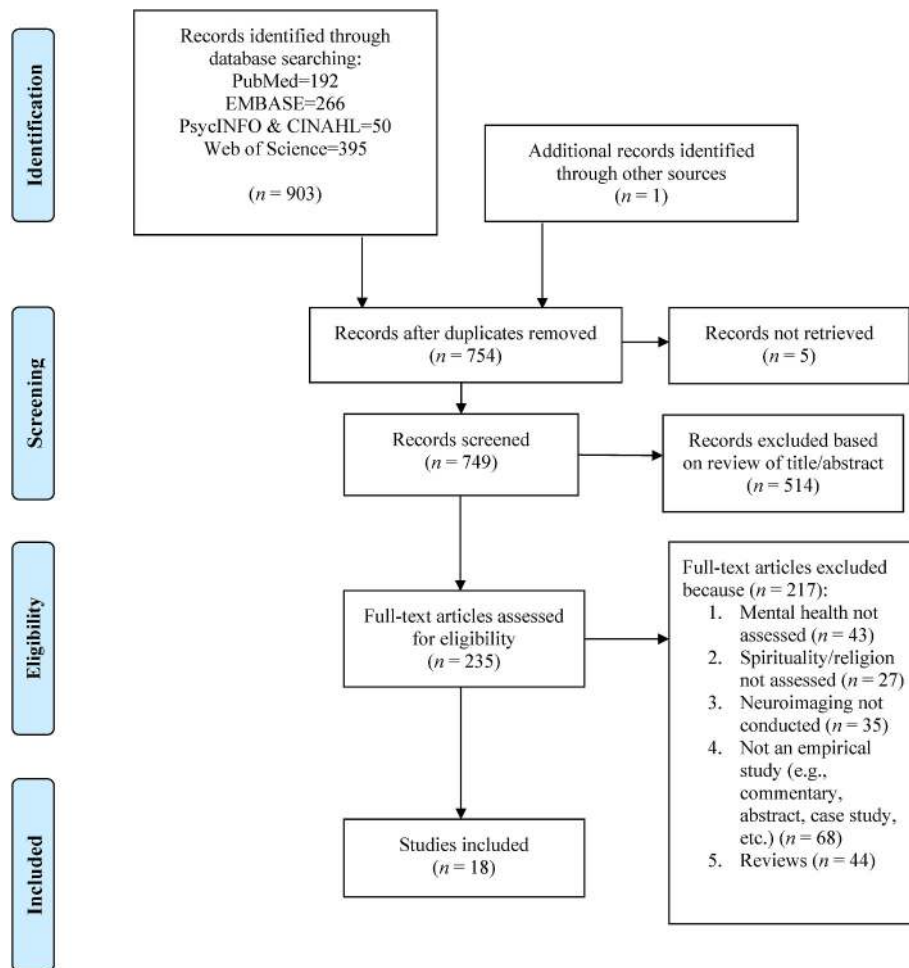 Identification
Records identified through
database searching:
PubMed=192
EMBASE=266
PsycINFO & CINAHL=50
Web of Science=395
(n = 903)
Additional records identified
through other sources
(n = 1)
Screening
Records after duplicates removed
(n = 754)
Records not retrieved
(n = 5)
Records screened
(n = 749)
Records excluded based
on review of title/abstract
(n = 514)
Eligibility
Full-text articles assessed
for eligibility
(n = 235)
Full-text articles excluded
because (n = 217):
1. Mental health not
assessed (n = 43)
2. Spirituality/religion
not assessed (n = 27)
3. Neuroimaging not
conducted (n = 35)
4. Not an empirical
study (e.g.,
commentary,
abstract, case study,
etc.) (n = 68)
5. Reviews (n = 44)
Included
Studies included
(n = 18)